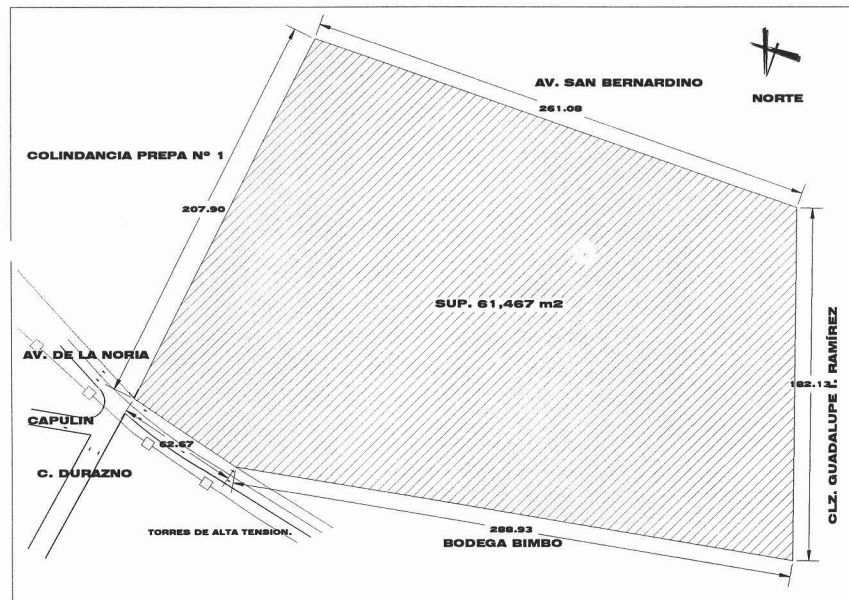 AV. SAN BERNARDINO
261.08
NORTE
COLINDANCIA PREPA Nº 1
207.90
SUP. 61,467 m2
AV. DE LA NORIA
CAPULIN
C. DURAZNO
62.67
TORRES DE ALTA TENSION.
288.93
BODEGA BIMBO
182.13
CLZ. GUADALUPE I. RAMÍREZ